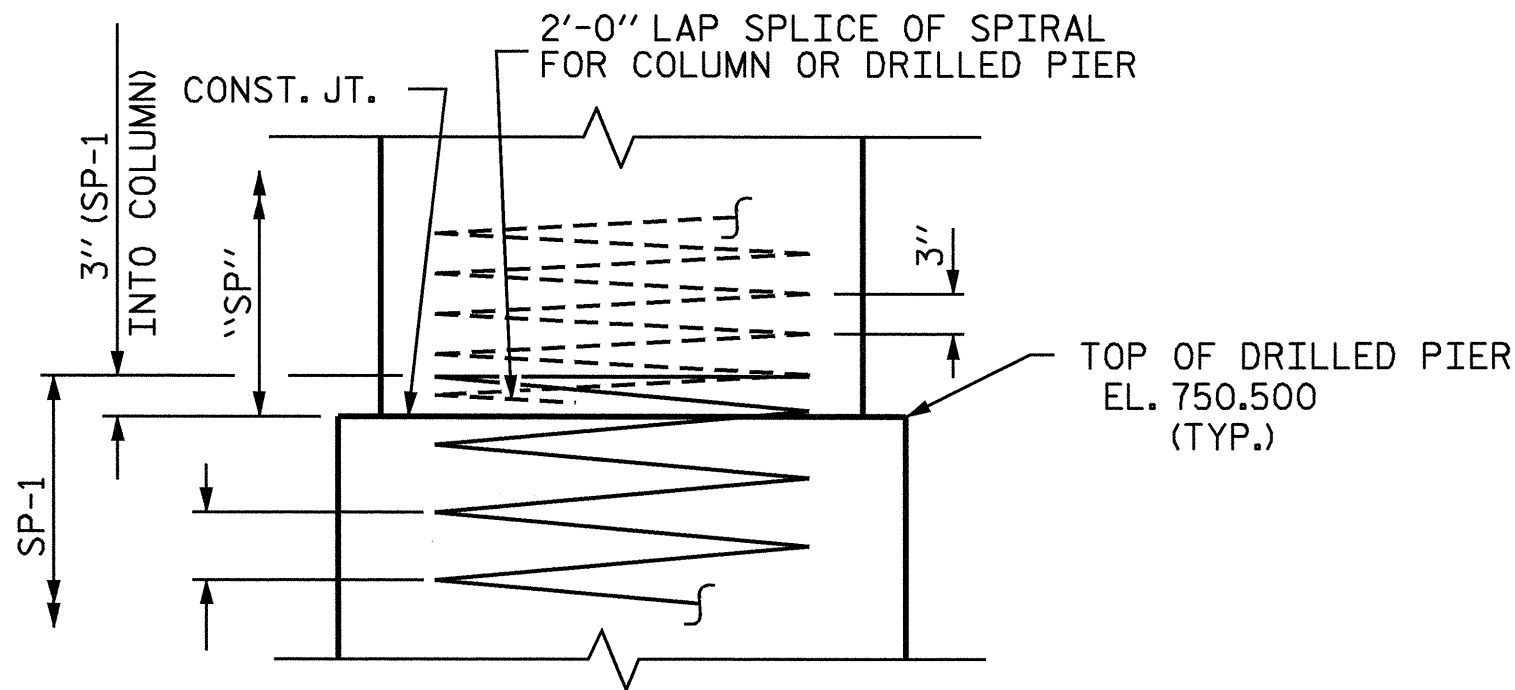 2'-0" LAP SPLICE OF SPIRAL
FOR COLUMN OR DRILLED PIER
CONST. JT.
3" (SP-1
INTO COLUMN)
"SP"
3"
TOP OF DRILLED PIER
EL. 750.500
(TYP.)
SP-1